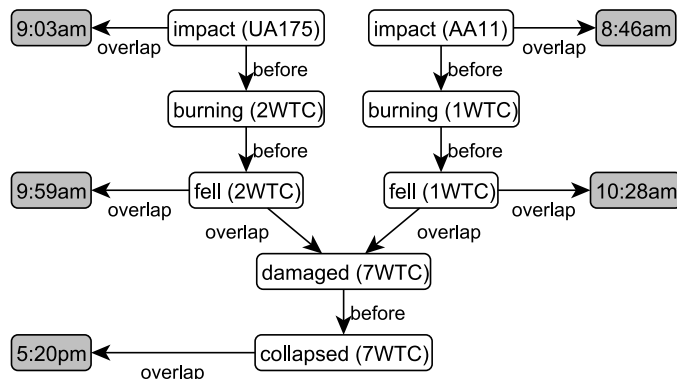 9:03am
overlap
impact (UA175)
impact (AA11)
overlap
8:46am
before
before
burning (2WTC)
burning (1WTC)
before
before
9:59am
overlap
fell (2WTC)
fell (1WTC)
overlap
10:28am
overlap
overlap
damaged (7WTC)
before
5:20pm
overlap
collapsed (7WTC)